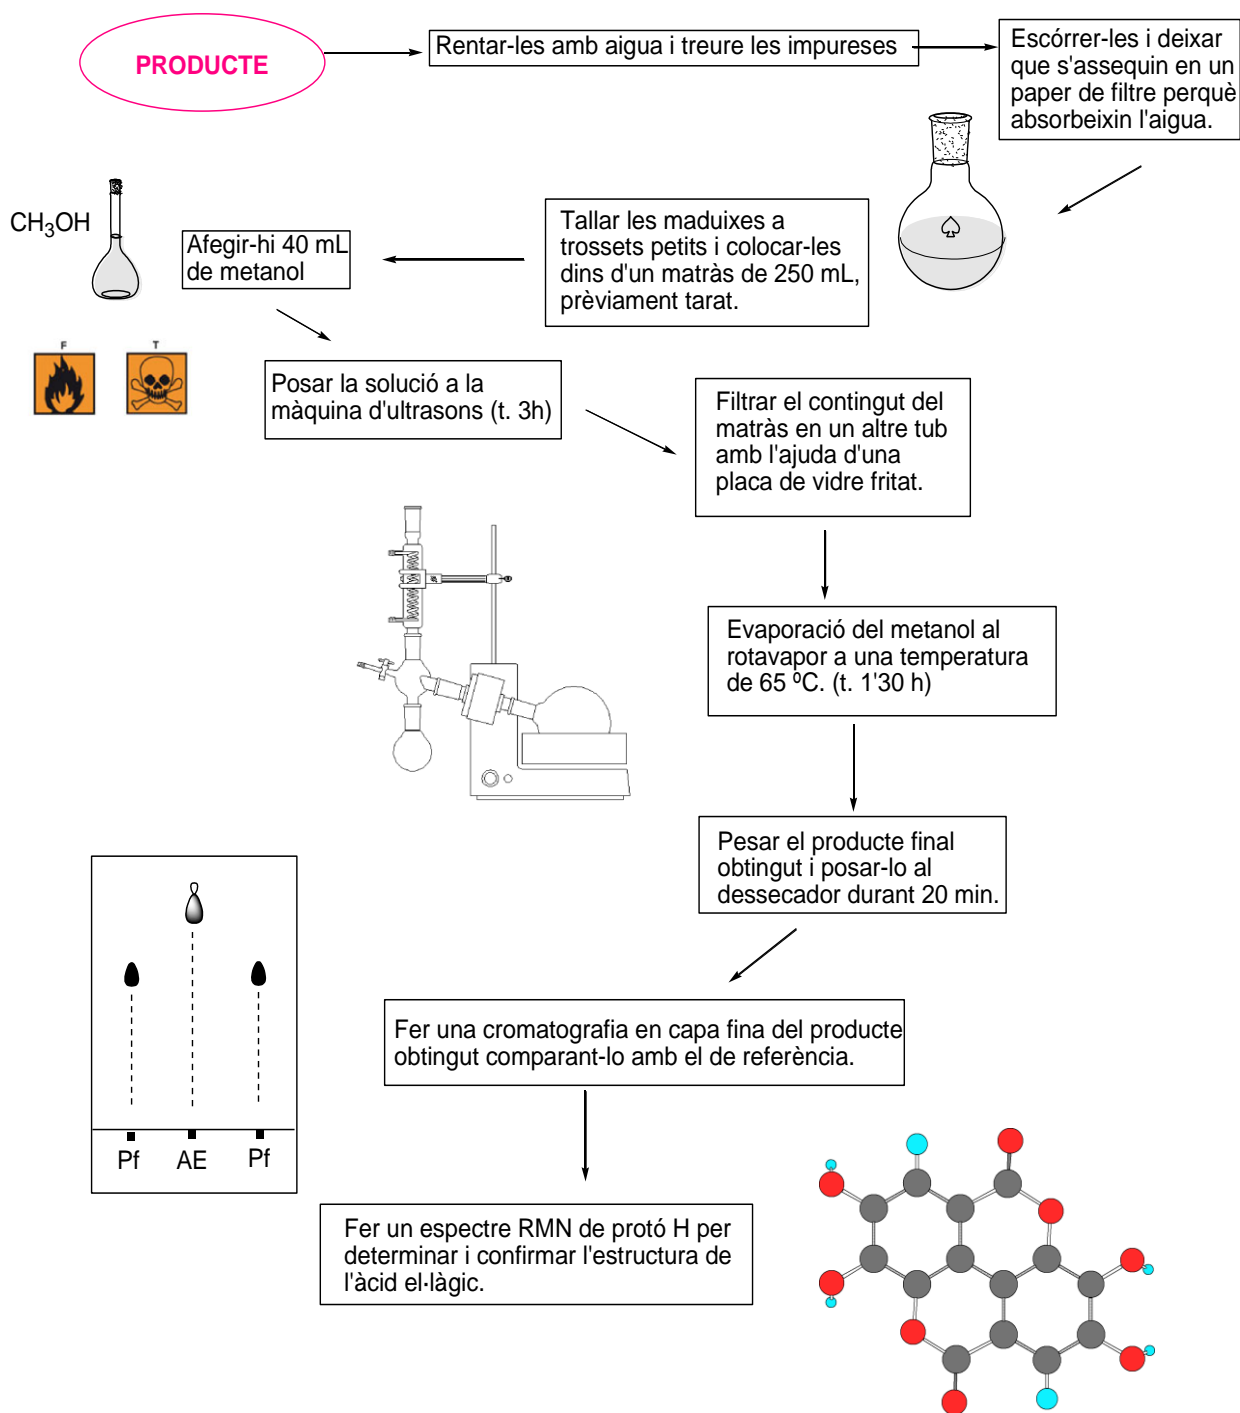 PRODUCTE
Rentar-les amb aigua i treure les impureses
Escórrer-les i deixar
que s'assequin en un
paper de filtre perquè
absorbeixin l'aigua.
CH3OH
Afegir-hi 40 mL
de metanol
Tallar les maduixes a
trossets petits i colocar-les
dins d'un matràs de 250 mL,
prèviament tarat.
F
T
Posar la solució a la
màquina d'ultrasons (t. 3h)
Filtrar el contingut del
matràs en un altre tub
amb l'ajuda d'una
placa de vidre fritat.
Evaporació del metanol al
rotavapor a una temperatura
de 65 ºC. (t. 1'30 h)
Pesar el producte final
obtingut i posar-lo al
dessecador durant 20 min.
Fer una cromatografia en capa fina del producte
obtingut comparant-lo amb el de referència.
Pf AE Pf
Fer un espectre RMN de protó H per
determinar i confirmar l'estructura de
l'àcid el·làgic.